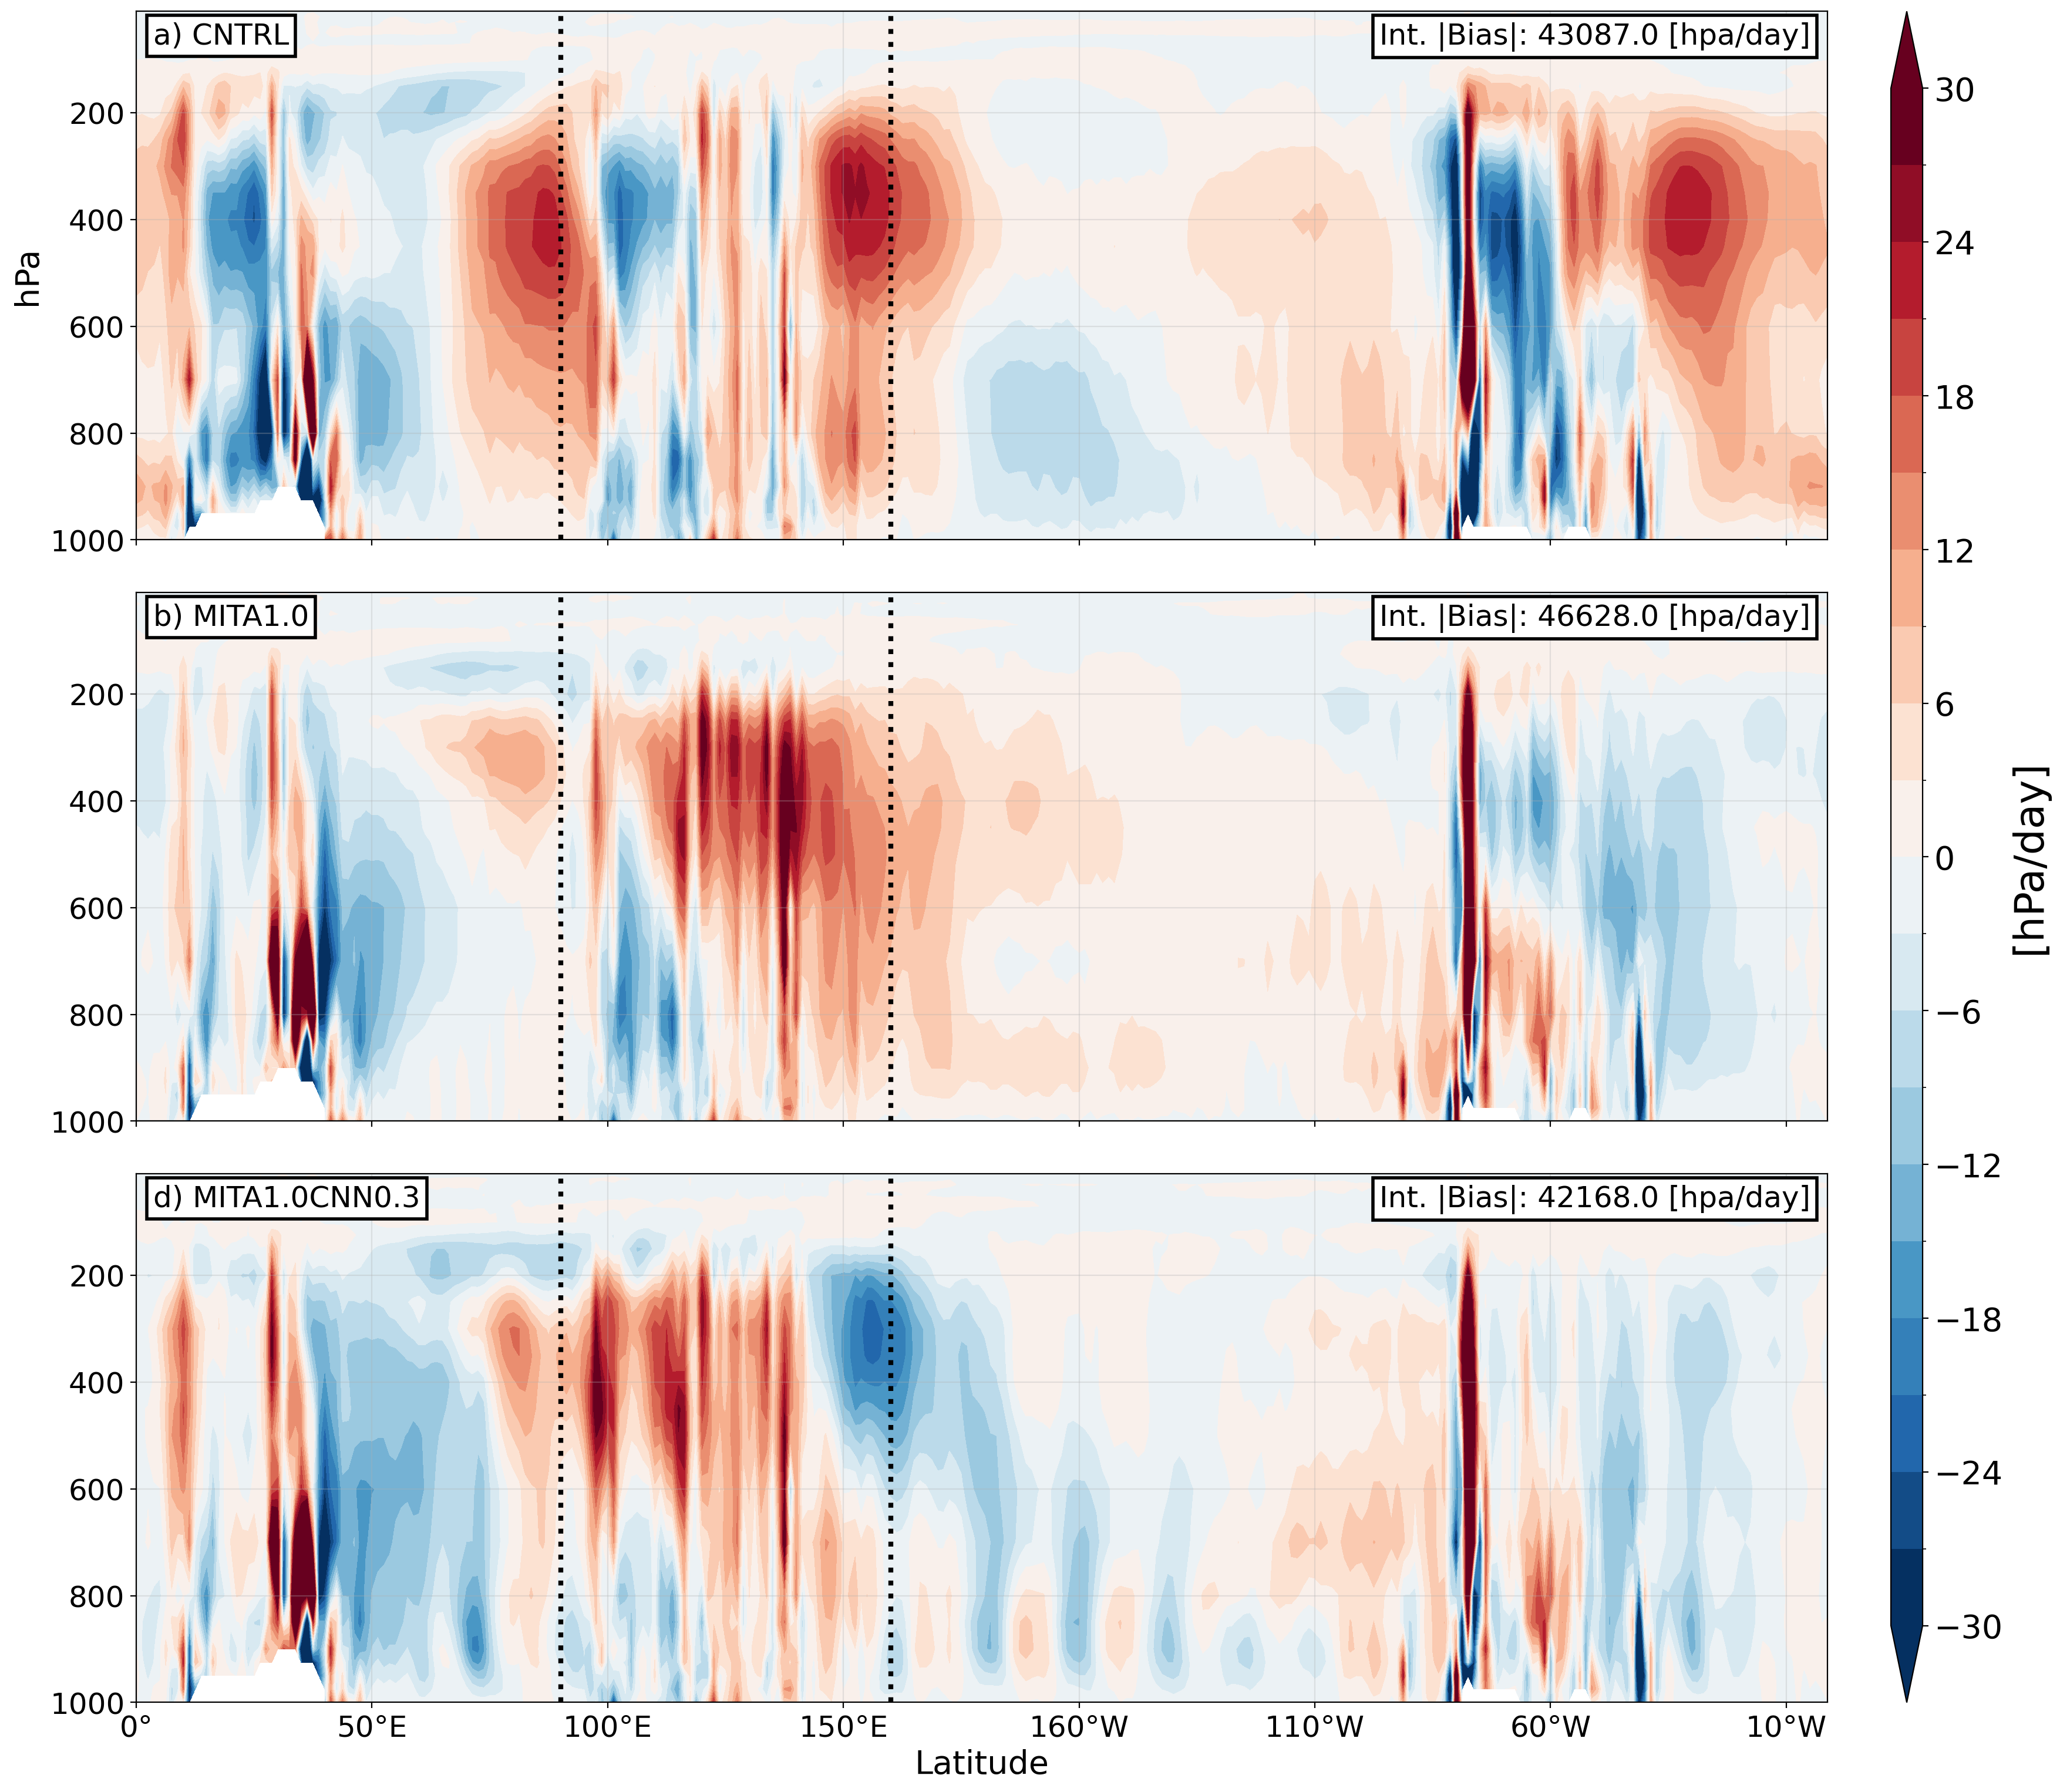 a) CNTRL
Int. |Bias|: 43087.0 [hpa/day]
200
400
600
800
1000
hPa
b) MITA1.0
Int. |Bias|: 46628.0 [hpa/day]
200
400
600
800
1000
d) MITA1.0CNN0.3
Int. |Bias|: 42168.0 [hpa/day]
200
400
600
800
1000
0°
50°E
100°E
150°E
160°W
110°W
60°W
10°W
Latitude
30
24
18
12
6
0
−6
−12
−18
−24
−30
[hPa/day]